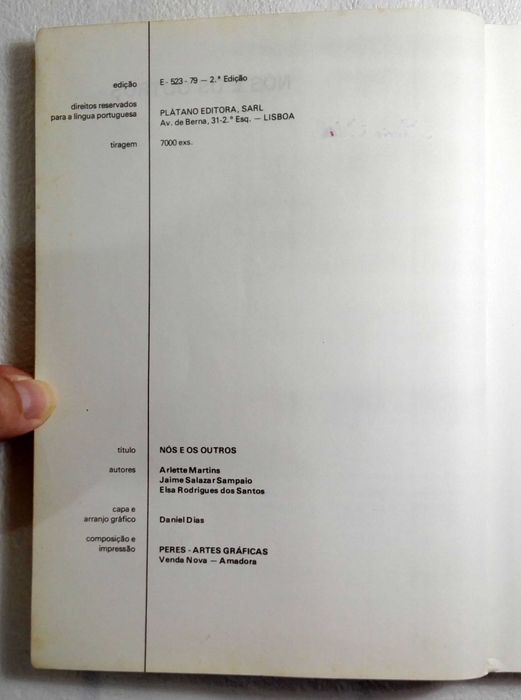 edição E - 523 - 79 — 2.ª Edição
direitos reservados
para a língua portuguesa
PLÁTANO EDITORA, SARL
Av. de Berna, 31-2.º Esq. — LISBOA
tiragem 7000 exs.
título NÓS E OS OUTROS
autores Arlette Martins
Jaime Salazar Sampaio
Elsa Rodrigues dos Santos
capa e
arranjo gráfico Daniel Dias
composição e
impressão PERES - ARTES GRÁFICAS
Venda Nova — Amadora